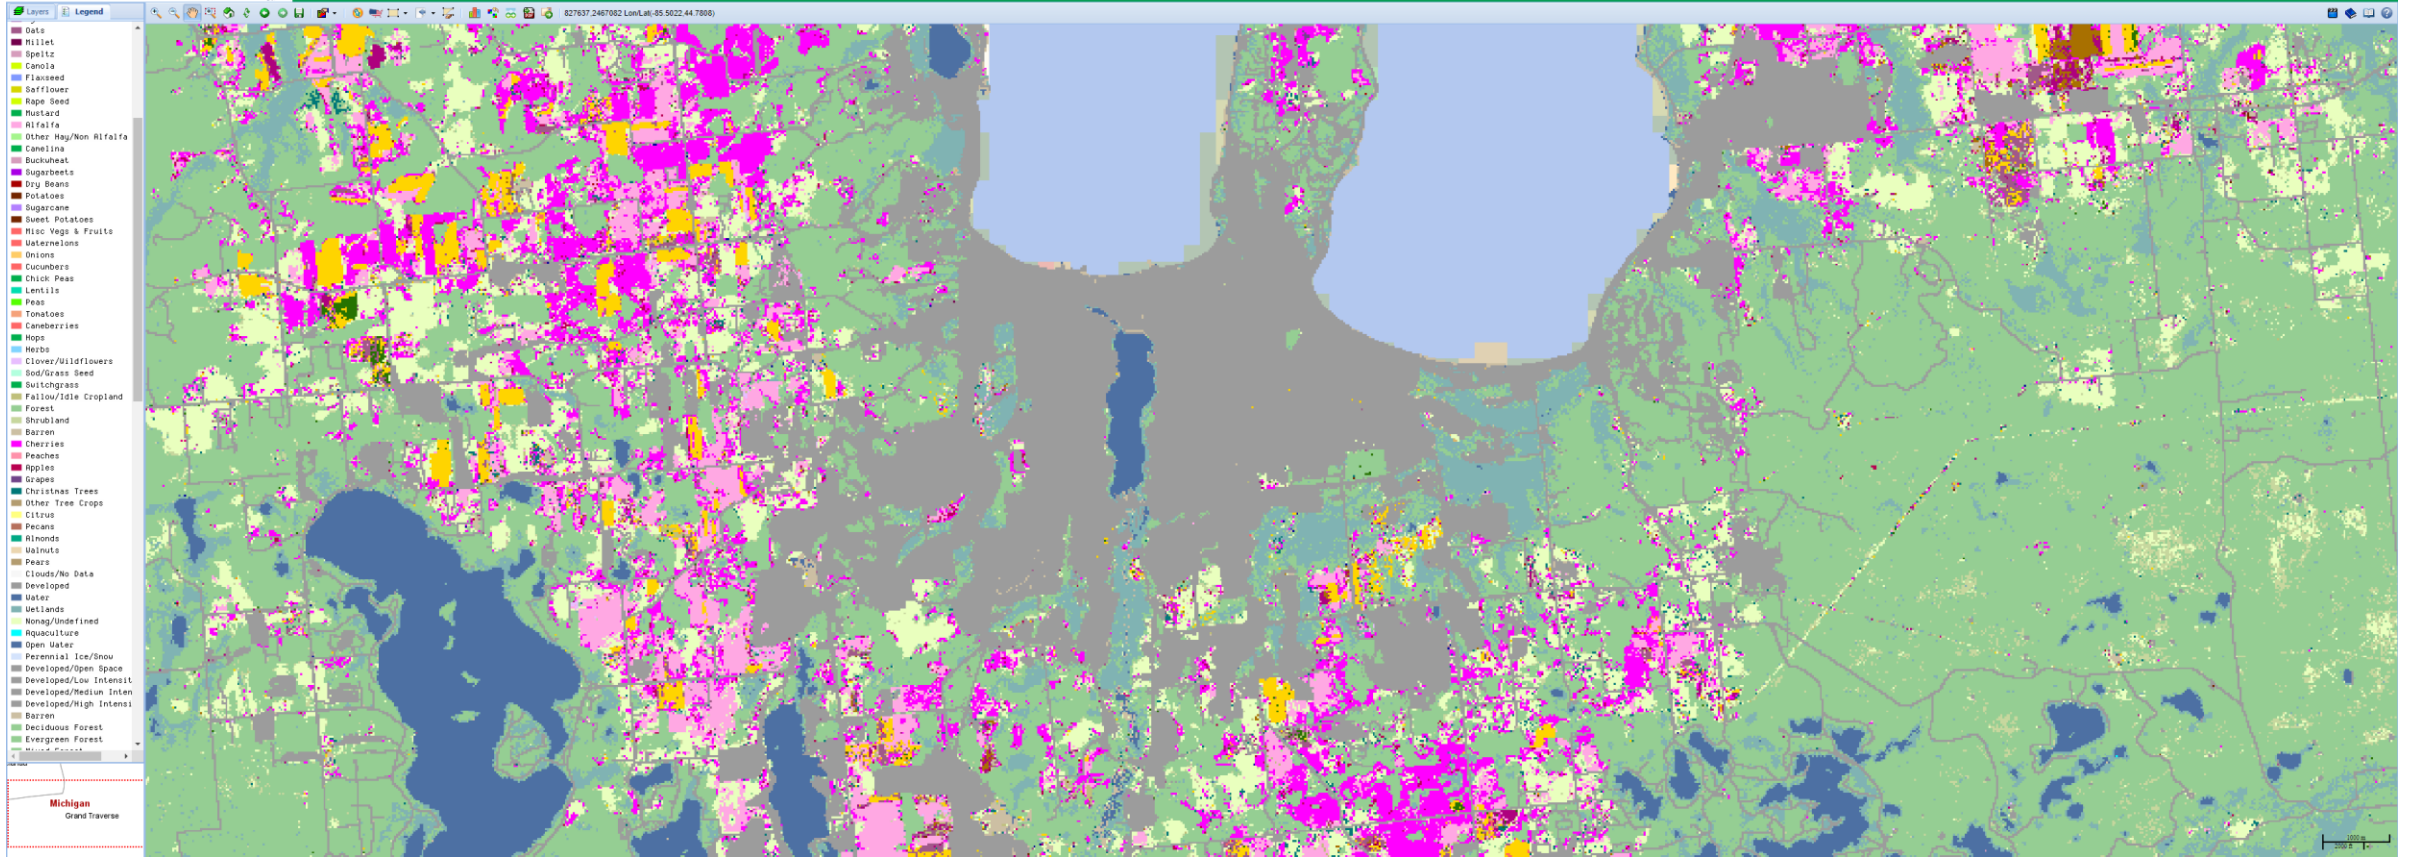 Layers Legend
827637,2467082 Lon/Lat(-85.5022,44.7808)
Oats
Millet
Speltz
Canola
Flaxseed
Safflower
Rape Seed
Mustard
Alfalfa
Other Hay/Non Alfalfa
Camelina
Buckwheat
Sugarbeets
Dry Beans
Potatoes
Sugarcane
Sweet Potatoes
Misc Vegs & Fruits
Watermelons
Onions
Cucumbers
Chick Peas
Lentils
Peas
Tomatoes
Caneberries
Hops
Herbs
Clover/Wildflowers
Sod/Grass Seed
Switchgrass
Fallow/Idle Cropland
Forest
Shrubland
Barren
Cherries
Peaches
Apples
Grapes
Christmas Trees
Other Tree Crops
Citrus
Pecans
Almonds
Walnuts
Pears
Clouds/No Data
Developed
Water
Wetlands
Nonag/Undefined
Aquaculture
Open Water
Perennial Ice/Snow
Developed/Open Space
Developed/Low Intensit
Developed/Medium Inten
Developed/High Intensi
Barren
Deciduous Forest
Evergreen Forest
Michigan
Grand Traverse
1000 m